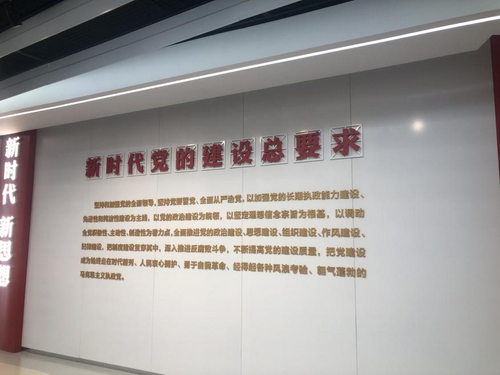 新时代 新思想
新时代党的建设总要求
坚持和加强党的全面领导，坚持党要管党、全面从严治党，以加强党的长期执政能力建设、
先进性和纯洁性建设为主线，以党的政治建设为统领，以坚定理想信念宗旨为根基，以调动
全党积极性、主动性、创造性为着力点，全面推进党的政治建设、思想建设、组织建设、作风建设、
纪律建设，把制度建设贯穿其中，深入推进反腐败斗争，不断提高党的建设质量，把党建设
成为始终走在时代前列、人民衷心拥护、勇于自我革命、经得起各种风浪考验、朝气蓬勃的
马克思主义执政党。